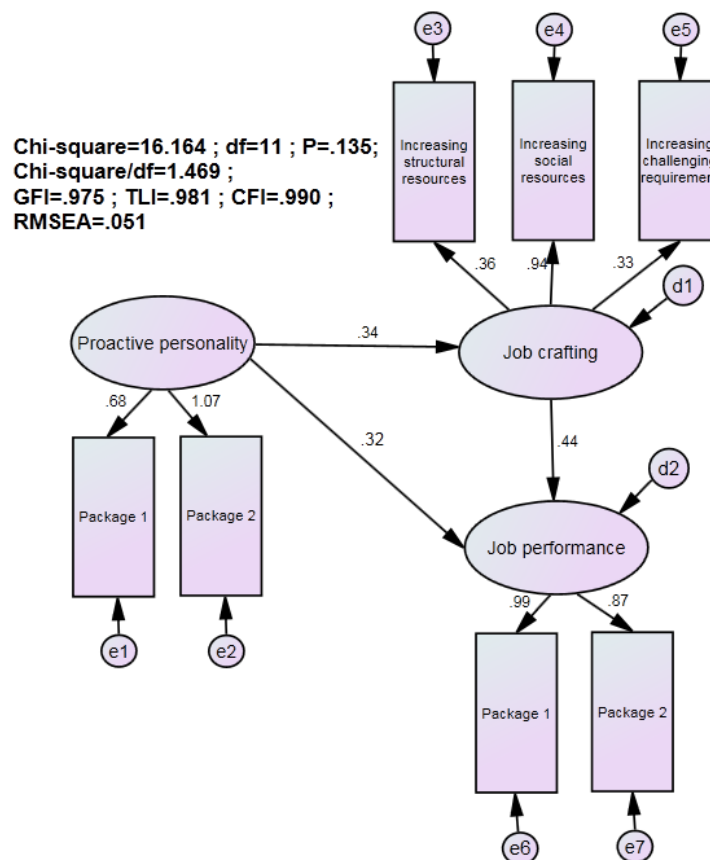 e3
e4
e5
Chi-square=16.164 ; df=11 ; P=.135;
Chi-square/df=1.469 ;
GFI=.975 ; TLI=.981 ; CFI=.990 ;
RMSEA=.051
Increasing
structural
resources
Increasing
social
resources
Increasing
challenging
requiremen
.36
.94
.33
d1
Proactive personality
.34
Job crafting
.68
1.07
.32
.44
d2
Package 1
Package 2
Job performance
.99
.87
e1
e2
Package 1
Package 2
e6
e7